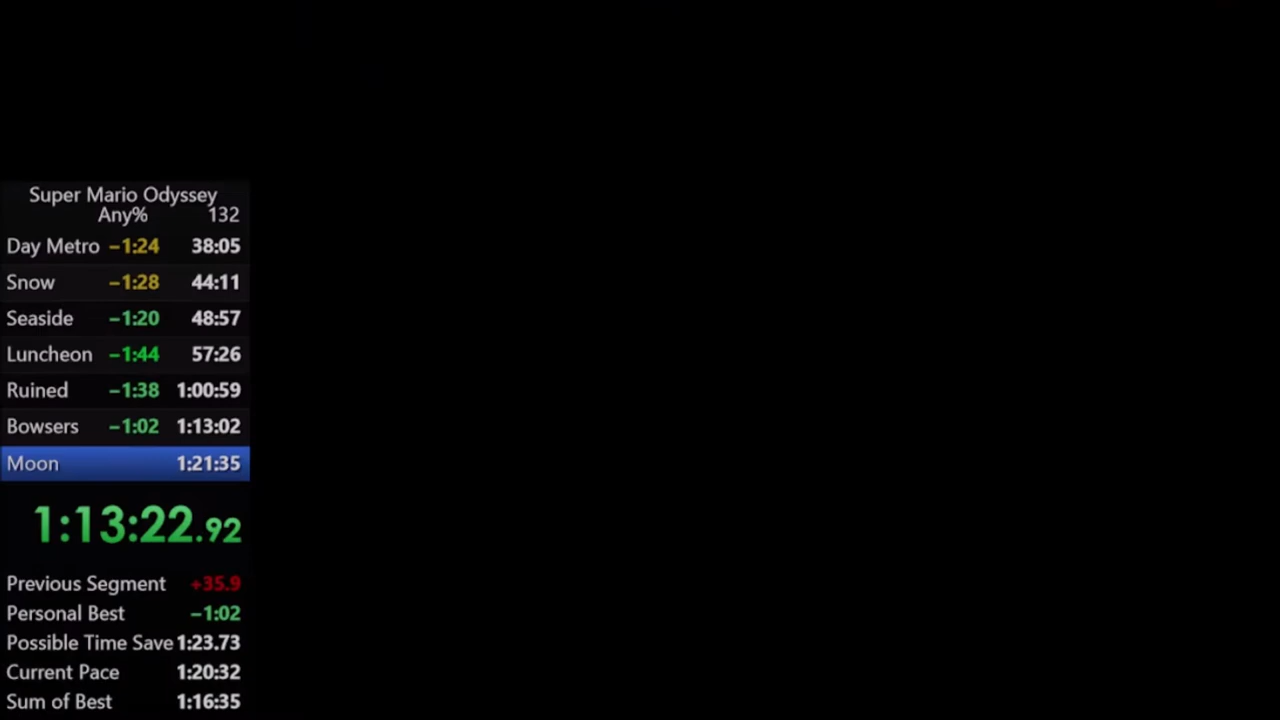 Super Mario Odyssey
Any% 132
Day Metro −1:24 38:05
Snow −1:28 44:11
Seaside −1:20 48:57
Luncheon −1:44 57:26
Ruined −1:38 1:00:59
Bowsers −1:02 1:13:02
Moon 1:21:35
1:13:22.92
Previous Segment +35.9
Personal Best −1:02
Possible Time Save 1:23.73
Current Pace 1:20:32
Sum of Best 1:16:35